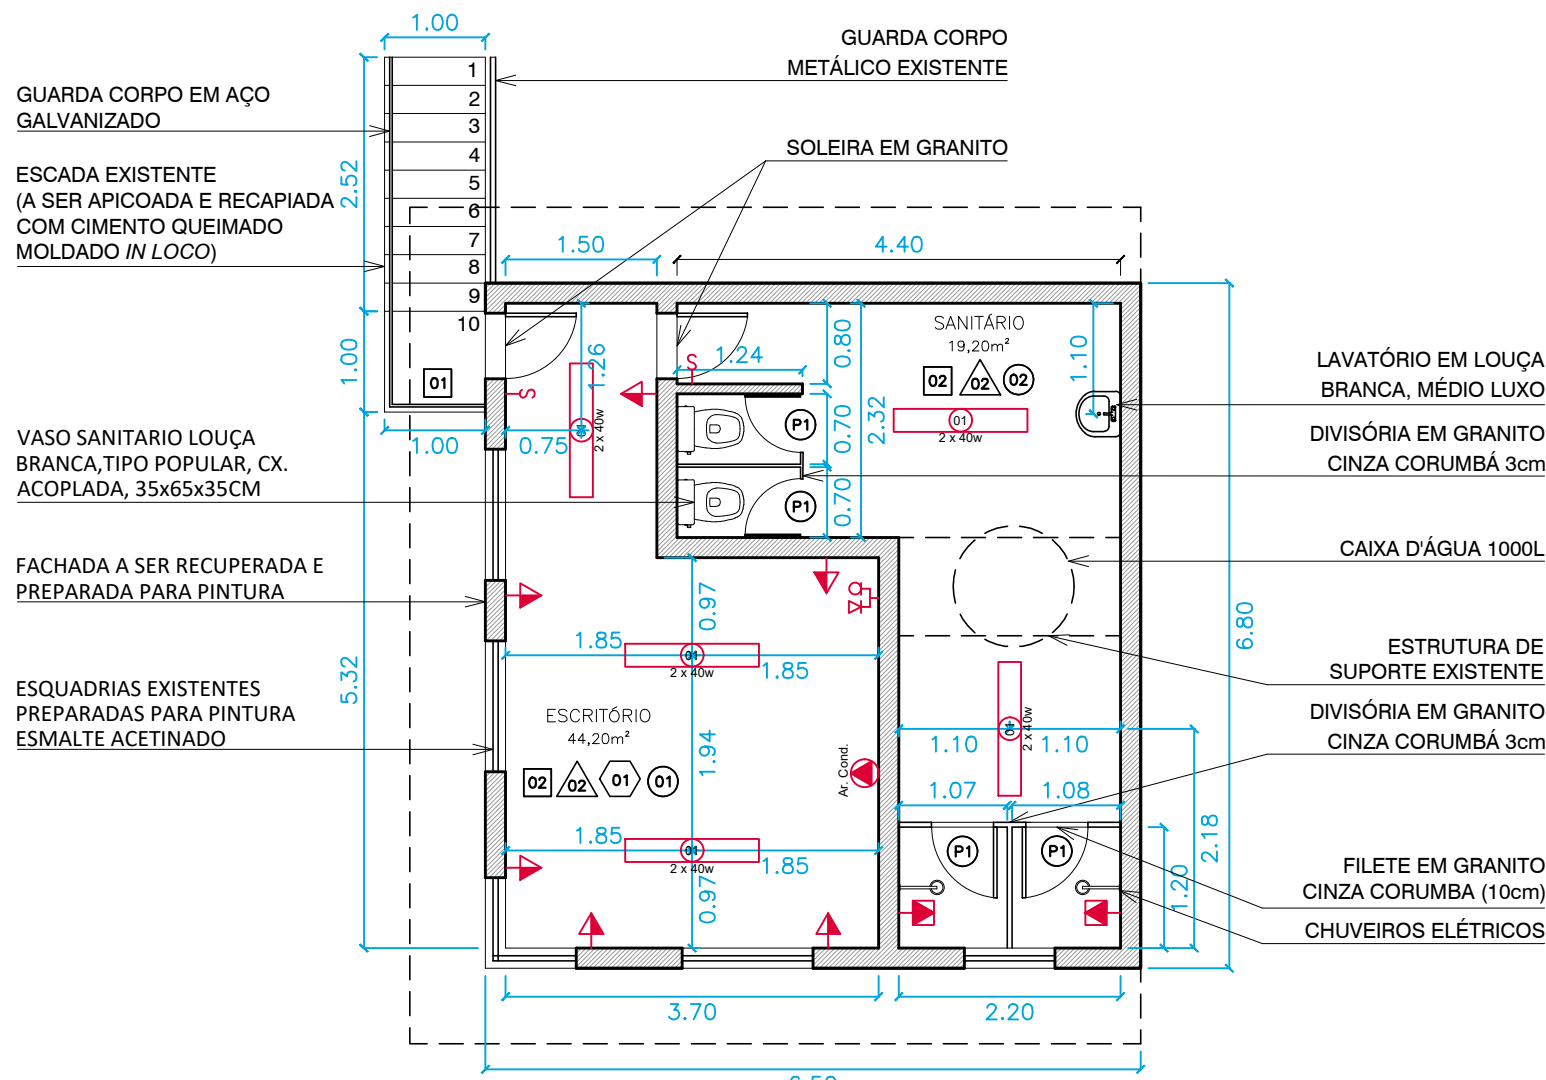 1.00
GUARDA CORPO
METÁLICO EXISTENTE
GUARDA CORPO EM AÇO
GALVANIZADO
SOLEIRA EM GRANITO
ESCADA EXISTENTE
(A SER APICOADA E RECAPIADA
COM CIMENTO QUEIMADO
MOLDADO IN LOCO)
1
2
3
4
5
6
7
8
9
10
2.52
1.00
01
1.00
5.32
1.50
4.40
1.26
0.75
2 x 40w
S
S
1.24
0.80
0.70
0.70
2.32
P1
P1
SANITÁRIO
19,20m²
02
02
02
01
2 x 40w
1.10
LAVATÓRIO EM LOUÇA
BRANCA, MÉDIO LUXO
DIVISÓRIA EM GRANITO
CINZA CORUMBÁ 3cm
VASO SANITARIO LOUÇA
BRANCA,TIPO POPULAR, CX.
ACOPLADA, 35x65x35CM
CAIXA D'ÁGUA 1000L
FACHADA A SER RECUPERADA E
PREPARADA PARA PINTURA
6.80
ESTRUTURA DE
SUPORTE EXISTENTE
ESQUADRIAS EXISTENTES
PREPARADAS PARA PINTURA
ESMALTE ACETINADO
DIVISÓRIA EM GRANITO
CINZA CORUMBÁ 3cm
0.97
1.85
01
1.85
2 x 40w
ESCRITÓRIO
44,20m²
02
02
01
01
1.94
Ar. Cond.
1.85
01
1.85
2 x 40w
0.97
01
2 x 40w
1.10
1.10
1.07
1.08
P1
P1
1.20
2.18
FILETE EM GRANITO
CINZA CORUMBA (10cm)
CHUVEIROS ELÉTRICOS
3.70
2.20